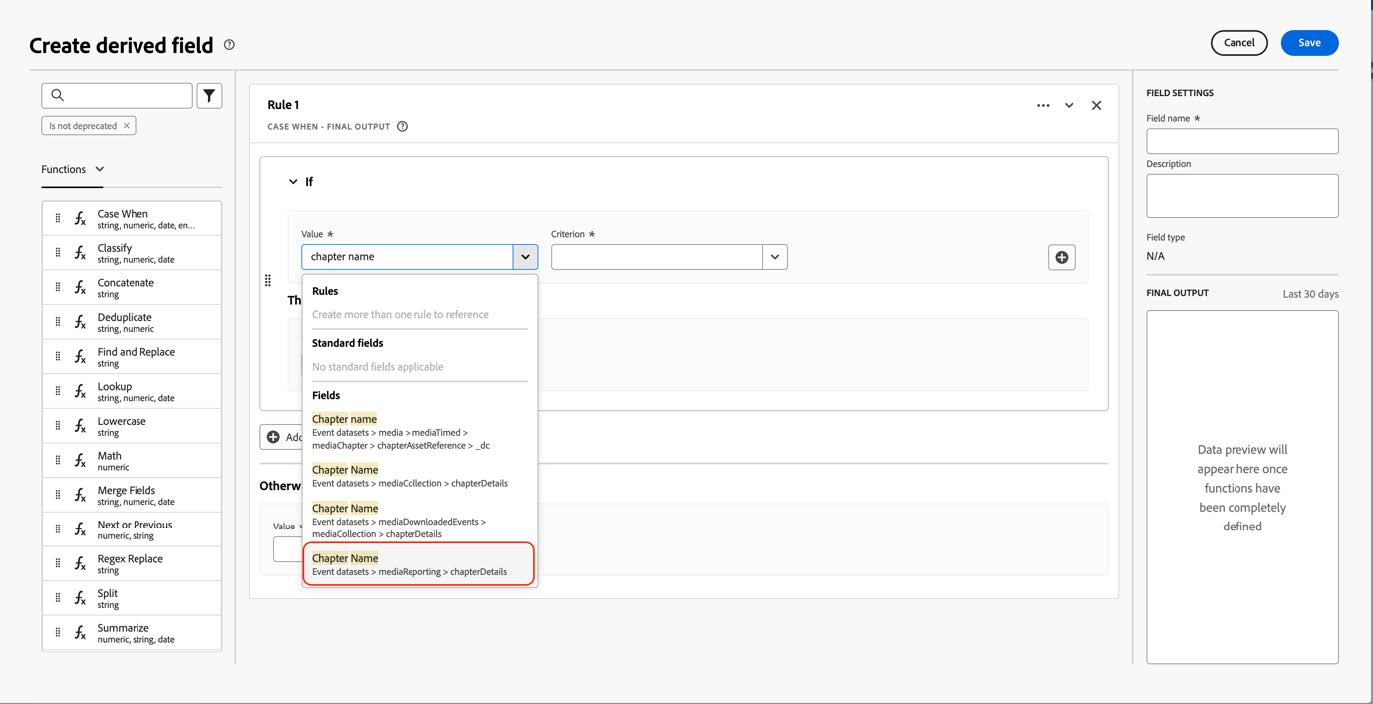 Create derived field
Cancel
Save
Is not deprecated
Functions
Case When
string, numeric, date, en...
Classify
string, numeric, date
Concatenate
string
Deduplicate
string, numeric
Find and Replace
string
Lookup
string, numeric, date
Lowercase
string
Math
numeric
Merge Fields
string, numeric, date
Next or Previous
numeric, string
Regex Replace
string
Split
string
Summarize
numeric, string, date
Rule 1
CASE WHEN - FINAL OUTPUT
If
Value *
Criterion *
chapter name
Th
Rules
Create more than one rule to reference
Standard fields
No standard fields applicable
Fields
Chapter name
Event datasets > media > mediaTimed >
mediaChapter > chapterAssetReference > _dc
Chapter Name
Event datasets > mediaCollection > chapterDetails
Chapter Name
Event datasets > mediaDownloadedEvents >
mediaCollection > chapterDetails
Chapter Name
Event datasets > mediaReporting > chapterDetails
Add
Otherw
Value
FIELD SETTINGS
Field name *
Description
Field type
N/A
FINAL OUTPUT
Last 30 days
Data preview will
appear here once
functions have
been completely
defined